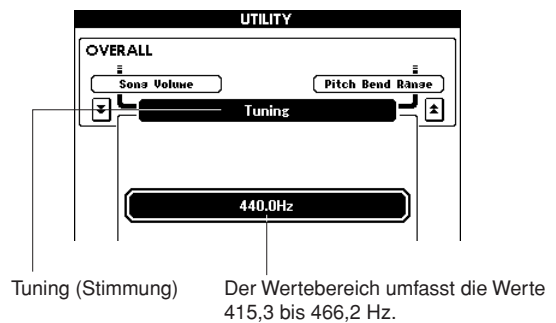 UTILITY
OVERALL
Song Volume
Pitch Bend Range
Tuning
440.0Hz
Tuning (Stimmung)
Der Wertebereich umfasst die Werte
415,3 bis 466,2 Hz.